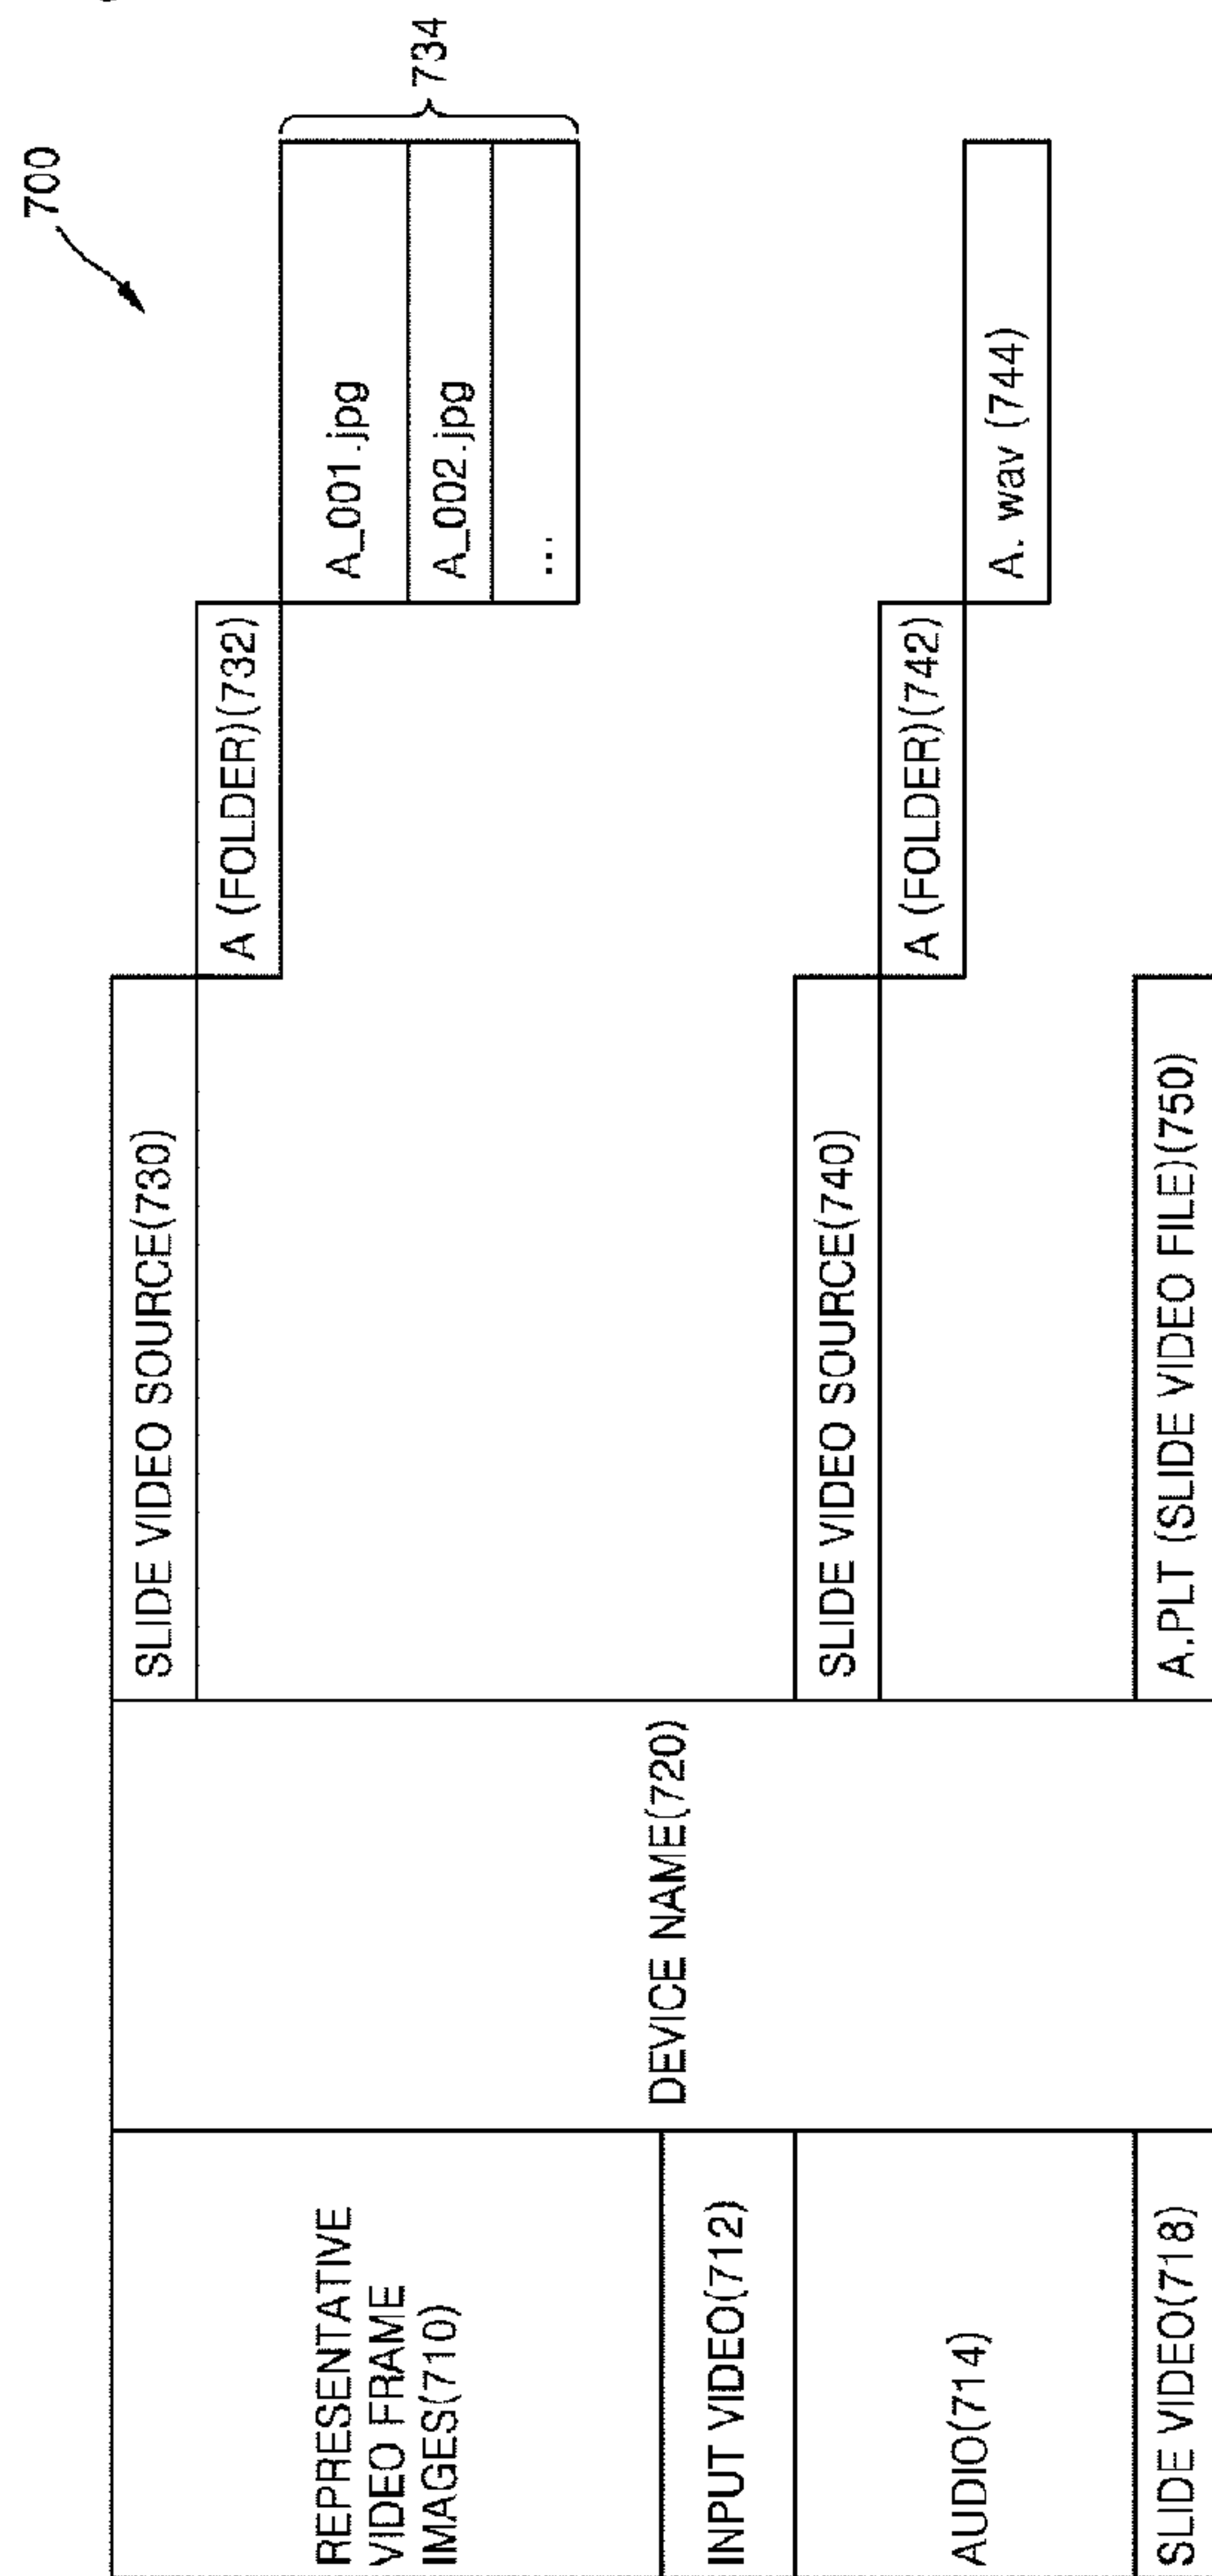 700
REPRESENTATIVE
VIDEO FRAME
IMAGES(710)
DEVICE NAME(720)
SLIDE VIDEO SOURCE(730)
A (FOLDER)(732)
A_001.jpg
A_002.jpg
...
734
INPUT VIDEO(712)
AUDIO(714)
SLIDE VIDEO SOURCE(740)
A (FOLDER)(742)
A. wav (744)
SLIDE VIDEO(718)
A.PLT (SLIDE VIDEO FILE)(750)